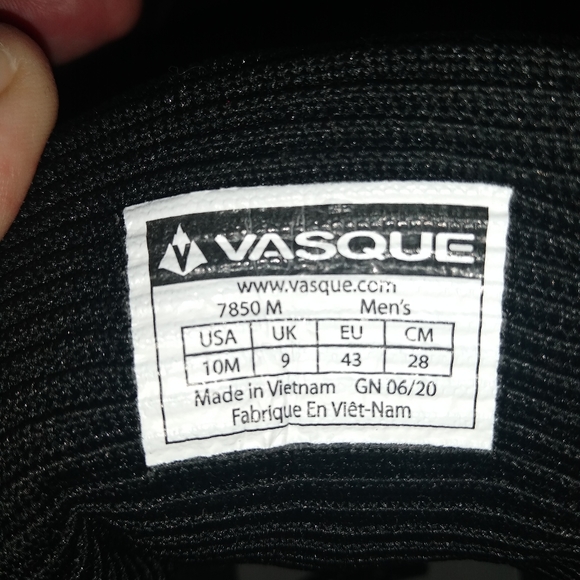 VASQUE
www.vasque.com
7850 M Men's
USA UK EU CM
10M 9 43 28
Made in Vietnam GN 06/20
Fabrique En Viêt-Nam